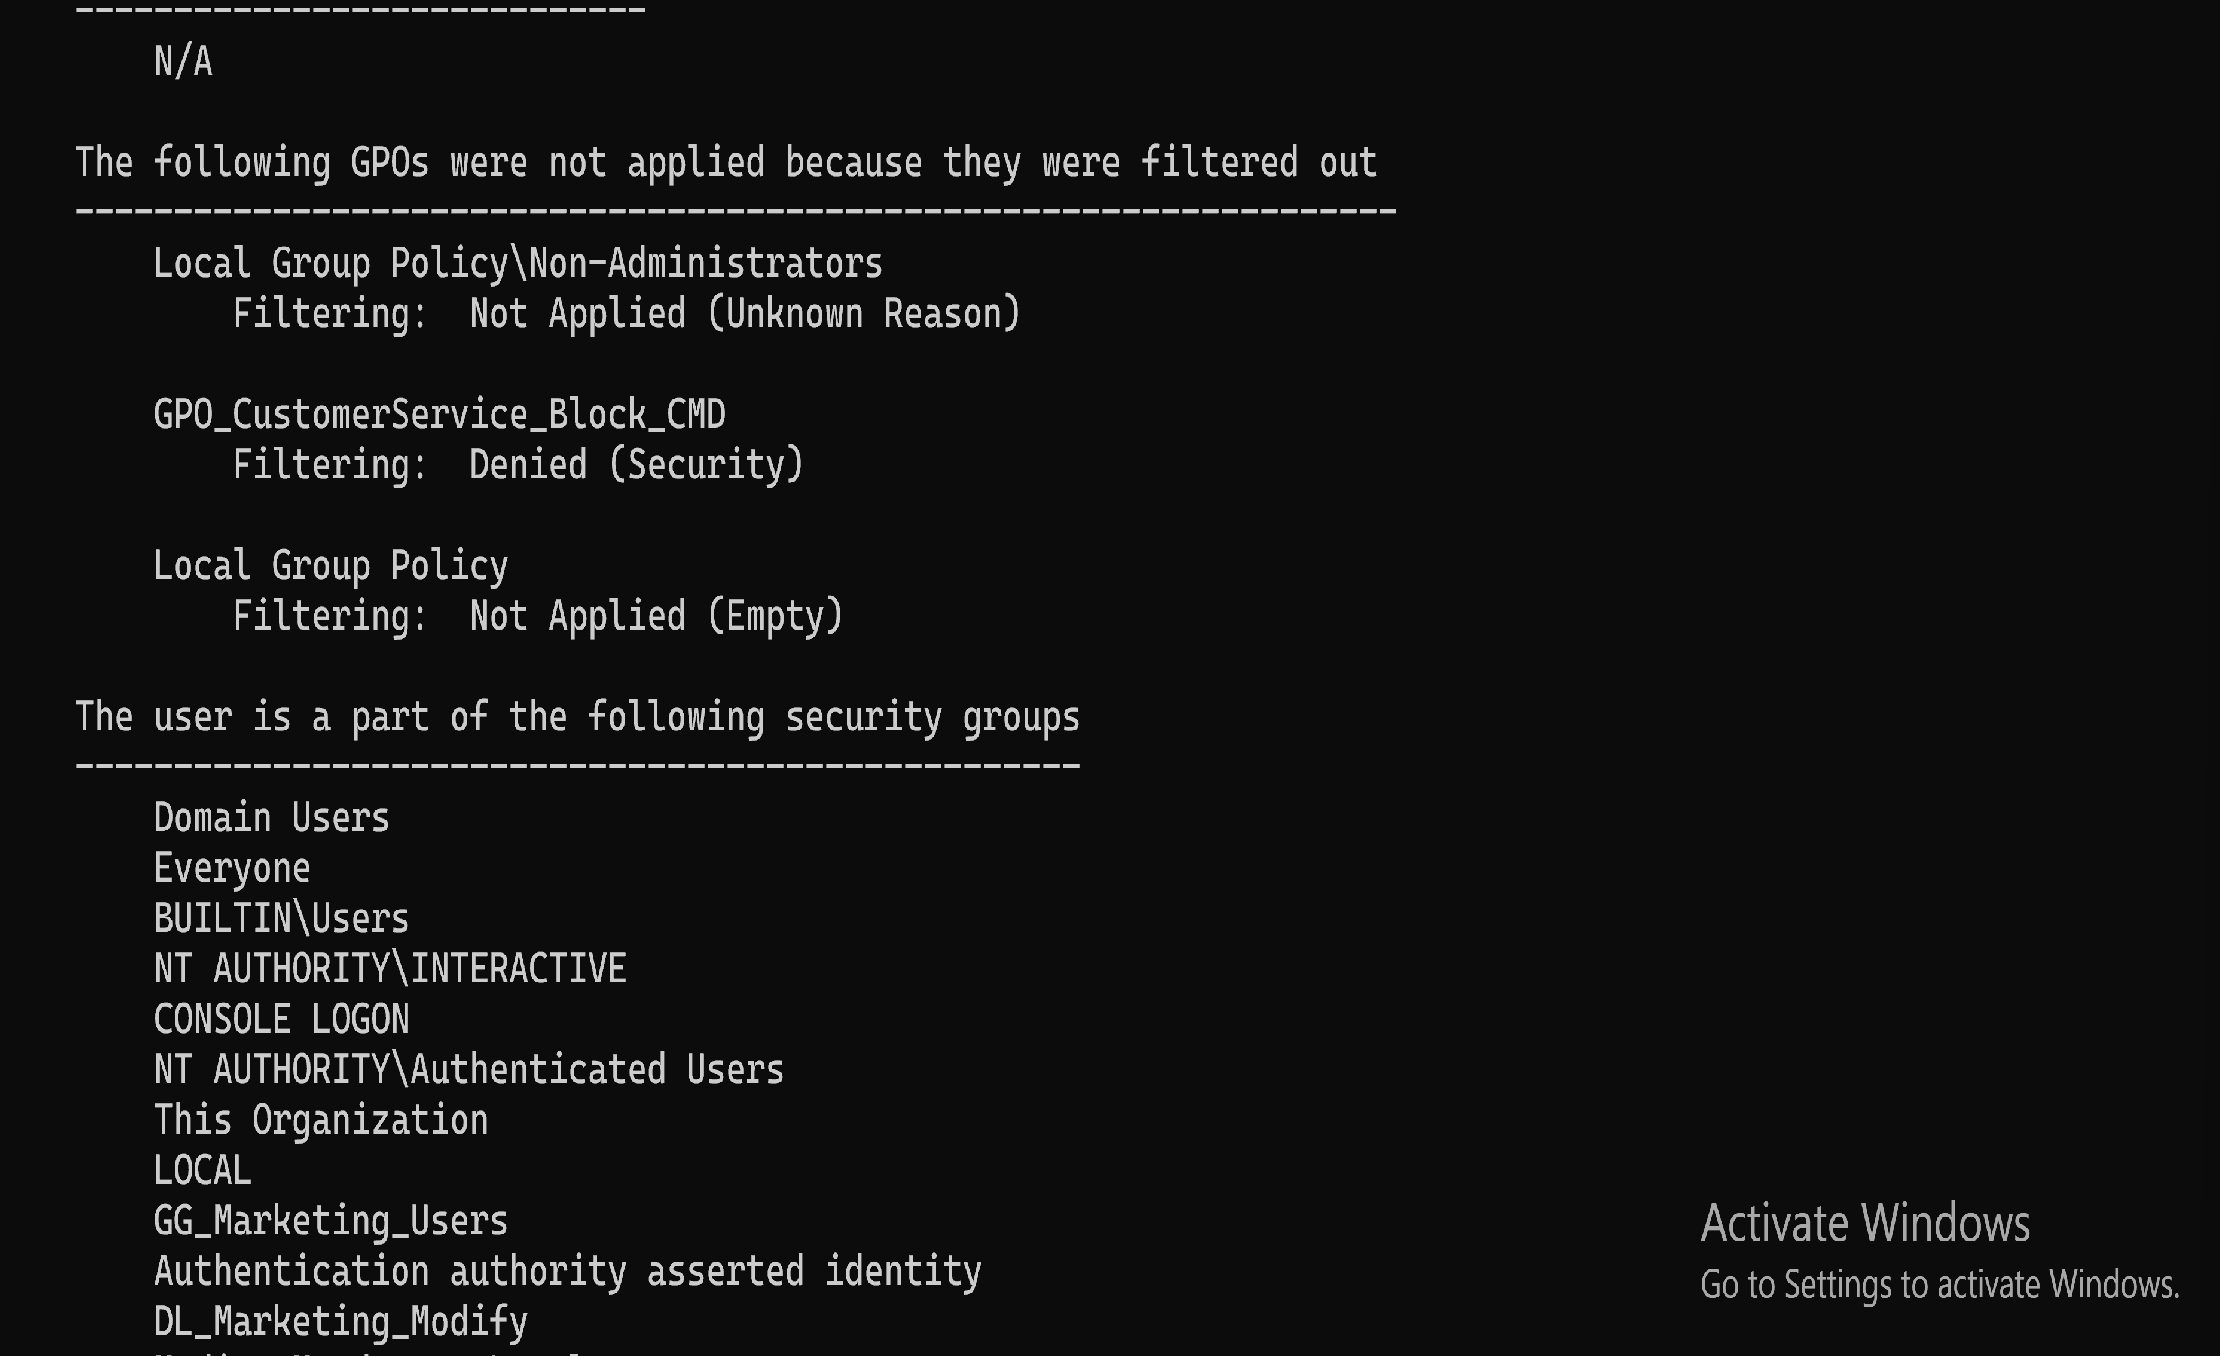 -----------------------------
N/A
The following GPOs were not applied because they were filtered out
-------------------------------------------------------------------
Local Group Policy\Non-Administrators
Filtering:  Not Applied (Unknown Reason)
GPO_CustomerService_Block_CMD
Filtering:  Denied (Security)
Local Group Policy
Filtering:  Not Applied (Empty)
The user is a part of the following security groups
---------------------------------------------------
Domain Users
Everyone
BUILTIN\Users
NT AUTHORITY\INTERACTIVE
CONSOLE LOGON
NT AUTHORITY\Authenticated Users
This Organization
LOCAL
GG_Marketing_Users
Authentication authority asserted identity
DL_Marketing_Modify
Activate Windows
Go to Settings to activate Windows.